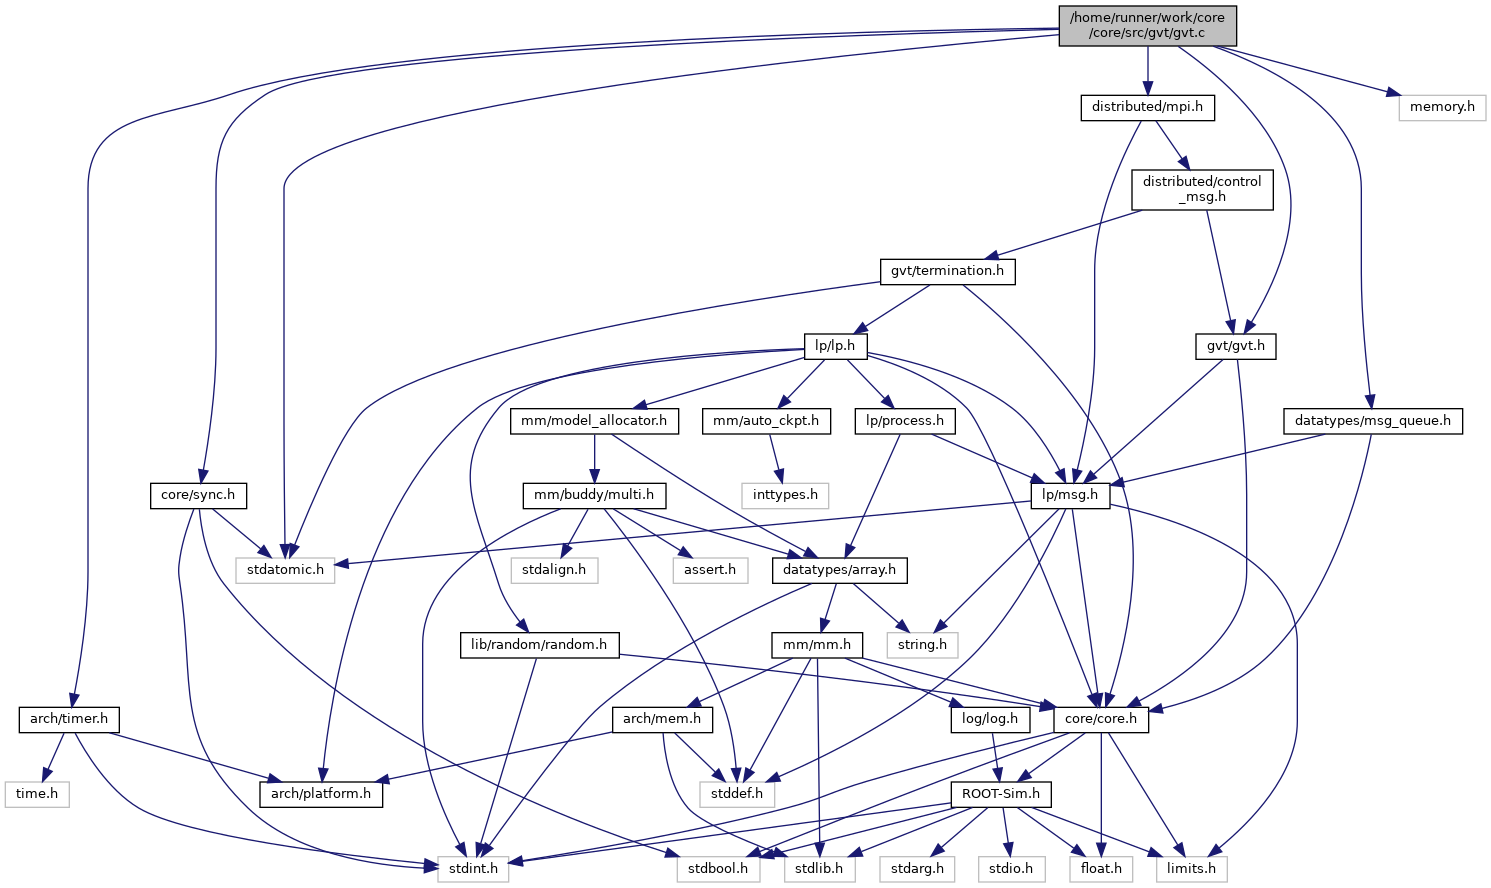 /home/runner/work/core
/core/src/gvt/gvt.c
distributed/mpi.h
memory.h
distributed/control
_msg.h
gvt/termination.h
lp/lp.h
gvt/gvt.h
mm/model_allocator.h
mm/auto_ckpt.h
lp/process.h
datatypes/msg_queue.h
core/sync.h
mm/buddy/multi.h
inttypes.h
lp/msg.h
stdatomic.h
stdalign.h
assert.h
datatypes/array.h
lib/random/random.h
mm/mm.h
string.h
arch/timer.h
arch/mem.h
log/log.h
core/core.h
time.h
arch/platform.h
stddef.h
ROOT-Sim.h
stdint.h
stdbool.h
stdlib.h
stdarg.h
stdio.h
float.h
limits.h